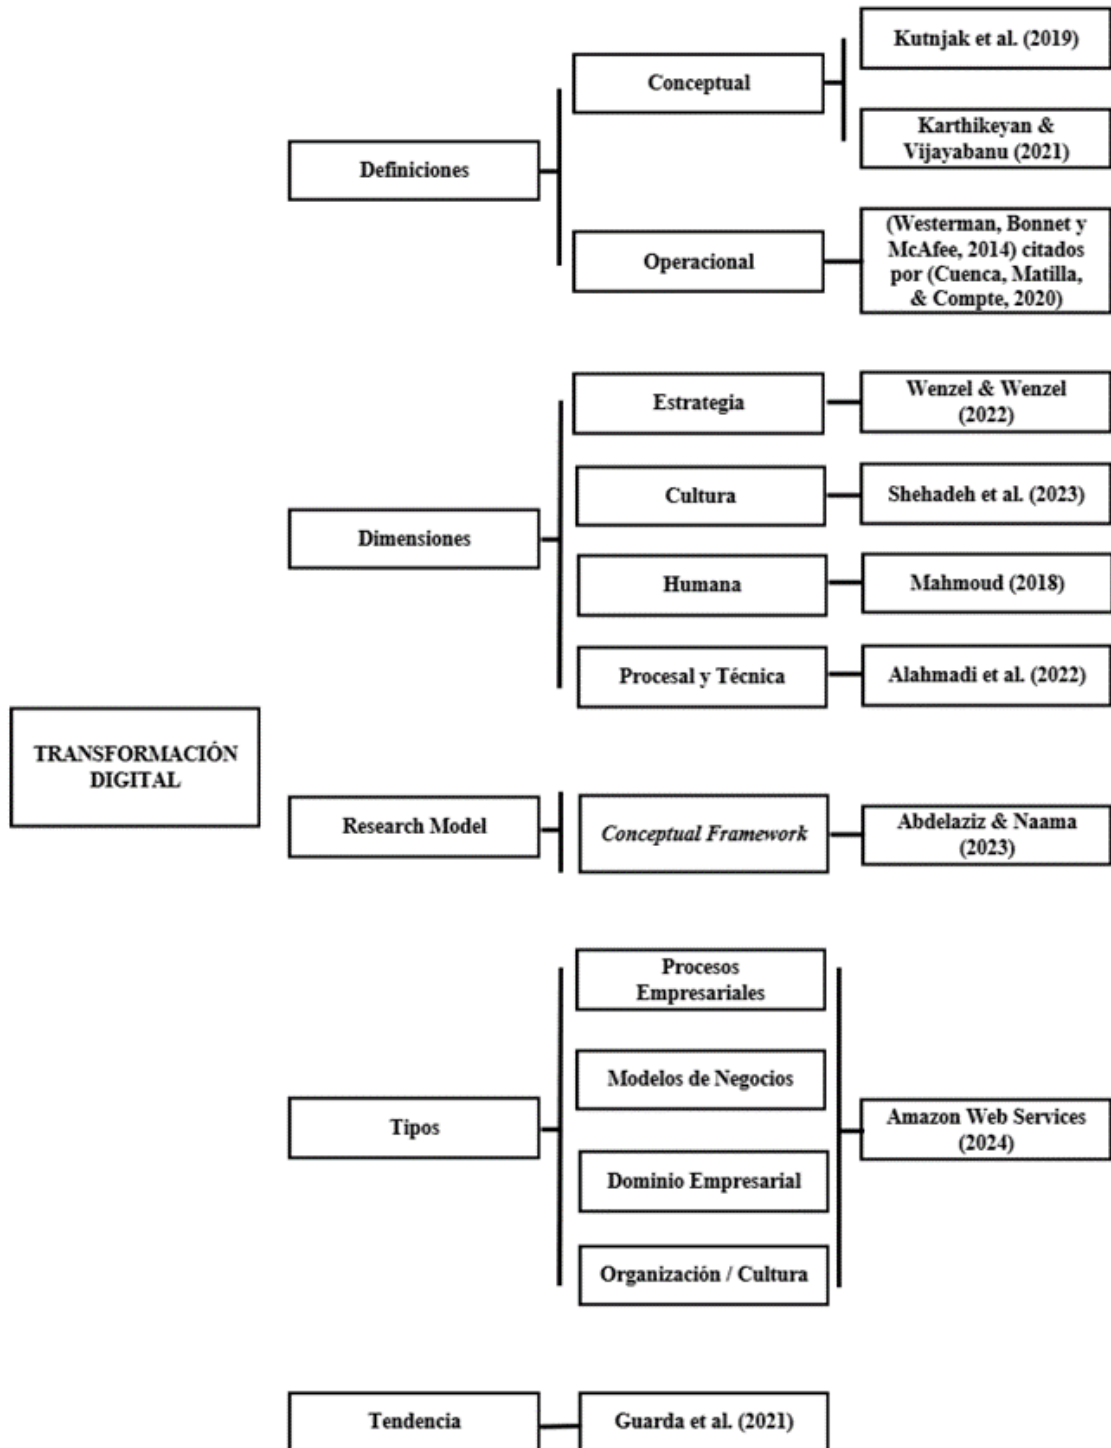 Kutnjak et al. (2019)
Conceptual
Karthikeyan &
Vijayabanu (2021)
Definiciones
(Westerman, Bonnet y
McAfee, 2014) citados
por (Cuenca, Matilla,
& Compte, 2020)
Operacional
Estrategia
Wenzel & Wenzel
(2022)
Cultura
Shehadeh et al. (2023)
Dimensiones
Humana
Mahmoud (2018)
Procesal y Técnica
Alahmadi et al. (2022)
TRANSFORMACIÓN
DIGITAL
Research Model
Conceptual Framework
Abdelaziz & Naama
(2023)
Procesos
Empresariales
Modelos de Negocios
Tipos
Amazon Web Services
(2024)
Dominio Empresarial
Organización / Cultura
Tendencia
Guarda et al. (2021)